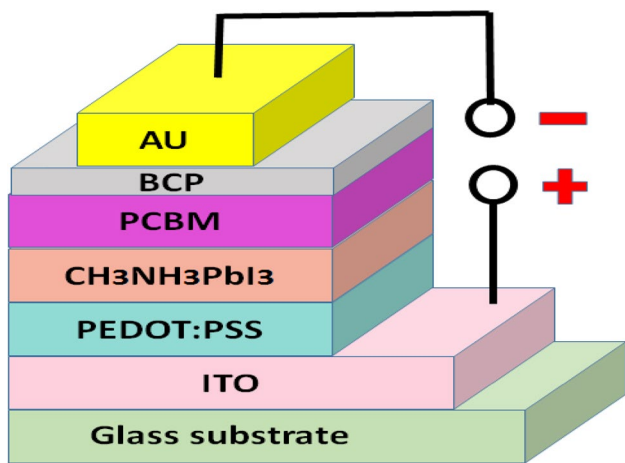 AU
BCP
PCBM
CH3NH3PbI3
PEDOT:PSS
ITO
Glass substrate
−
+